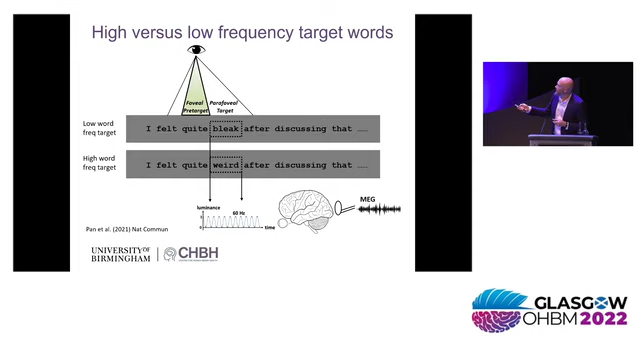 High versus low frequency target words
Foveal Parafoveal
Pretarget Target
Low word
freq target
I felt quite bleak after discussing that ……
High word
freq target
I felt quite weird after discussing that ……
luminance
60 Hz
time
MEG
Pan et al. (2021) Nat Commun
UNIVERSITY OF
BIRMINGHAM
CHBH
GLASGOW
OHBM 2022